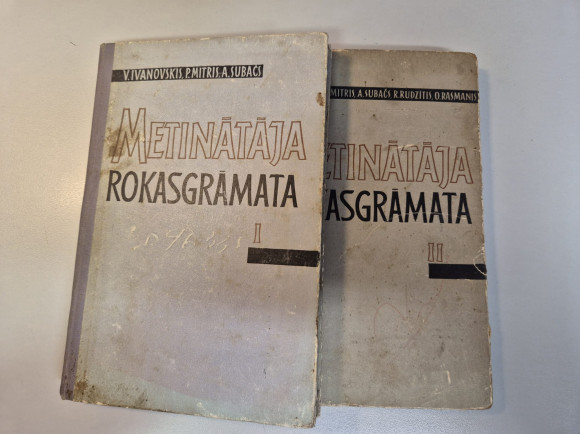 V. IVANOVSKIS, P. MITRIS, A. SUBAČS
METINĀTĀJA
ROKASGRĀMATA
I
MITRIS, A. SUBAČS, R. RUDZĪTIS, O. RASMANIS
ETINĀTĀJA
ASGRĀMATA
II